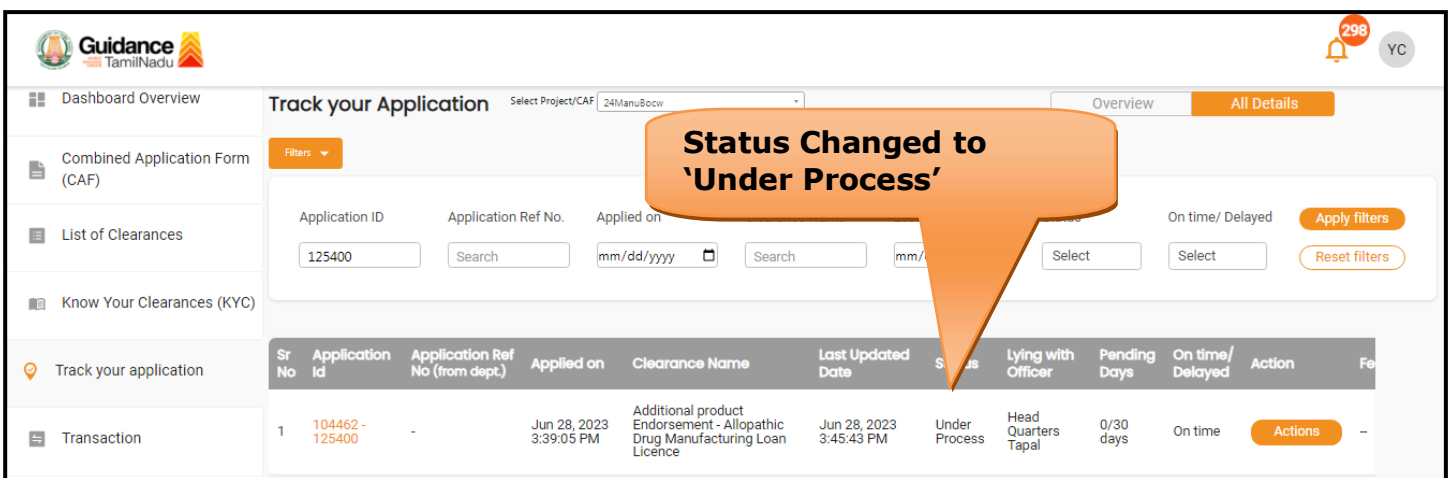 Guidance
TamilNadu
298
YC
Dashboard Overview
Combined Application Form
(CAF)
List of Clearances
Know Your Clearances (KYC)
Track your application
Transaction
Track your Application
Select Project/CAF
24ManuBocw
Overview
All Details
Filters
Status Changed to
‘Under Process’
Application ID
Application Ref No.
Applied on
On time/ Delayed
Apply filters
125400
Search
mm/dd/yyyy
Search
mm/
Select
Select
Reset filters
Sr No
Application Id
Application Ref No (from dept.)
Applied on
Clearance Name
Last Updated Date
Lying with Officer
Pending Days
On time/ Delayed
Action
Fe
1
104462 -
125400
-
Jun 28, 2023
3:39:05 PM
Additional product
Endorsement - Allopathic
Drug Manufacturing Loan
Licence
Jun 28, 2023
3:45:43 PM
Under
Process
Head
Quarters
Tapal
0/30
days
On time
Actions
–